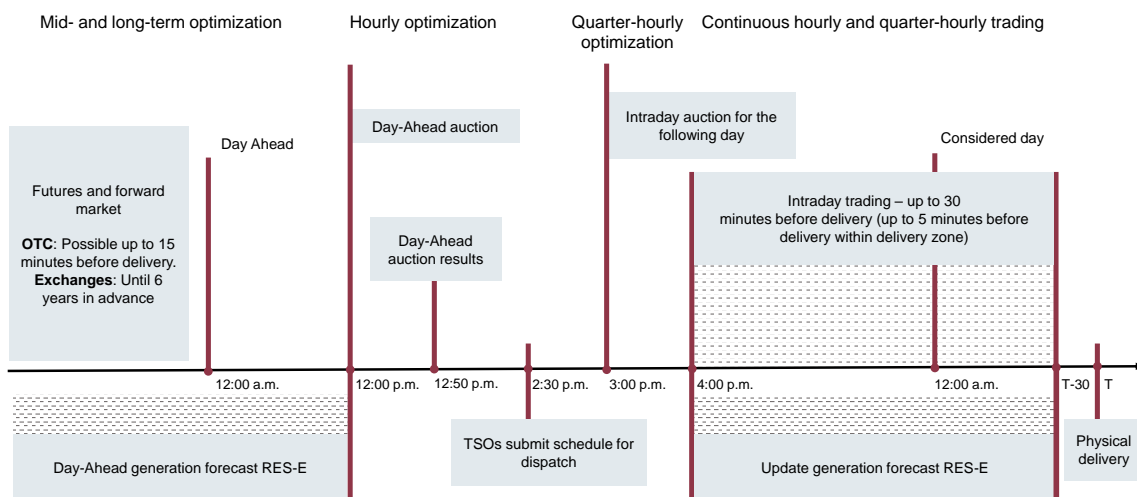 Mid- and long-term optimization
Hourly optimization
Quarter-hourly
optimization
Continuous hourly and quarter-hourly trading
Futures and forward
market
OTC: Possible up to 15
minutes before delivery.
Exchanges: Until 6
years in advance
Day Ahead
Day-Ahead auction
Day-Ahead
auction results
Intraday auction for the
following day
Considered day
Intraday trading – up to 30
minutes before delivery (up to 5 minutes before
delivery within delivery zone)
12:00 a.m.
12:00 p.m.
12:50 p.m.
2:30 p.m.
3:00 p.m.
4:00 p.m.
12:00 a.m.
T-30
T
Day-Ahead generation forecast RES-E
TSOs submit schedule for
dispatch
Update generation forecast RES-E
Physical
delivery